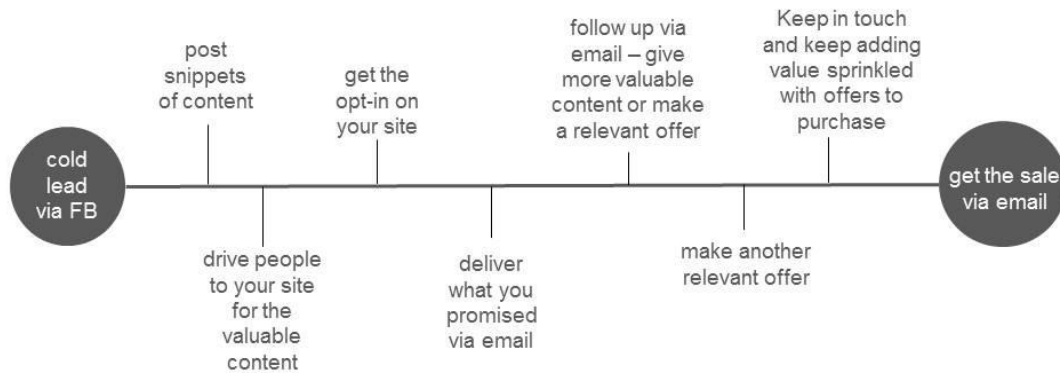 cold
lead
via FB
post
snippets
of content
drive people
to your site
for the
valuable
content
get the
opt-in on
your site
deliver
what you
promised
via email
follow up via
email – give
more valuable
content or make
a relevant offer
make another
relevant offer
Keep in touch
and keep adding
value sprinkled
with offers to
purchase
get the sale
via email